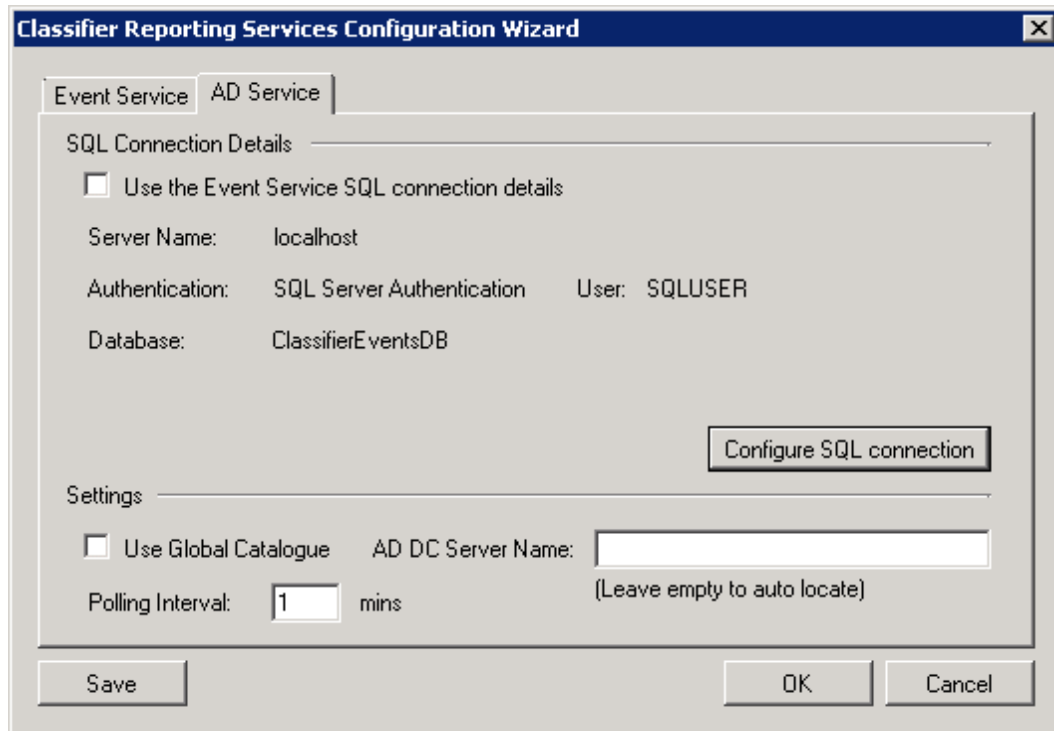 Classifier Reporting Services Configuration Wizard
Event Service AD Service
SQL Connection Details
Use the Event Service SQL connection details
Server Name: localhost
Authentication: SQL Server Authentication User: SQLUSER
Database: ClassifierEventsDB
Configure SQL connection
Settings
Use Global Catalogue AD DC Server Name:
(Leave empty to auto locate)
Polling Interval: 1 mins
Save OK Cancel